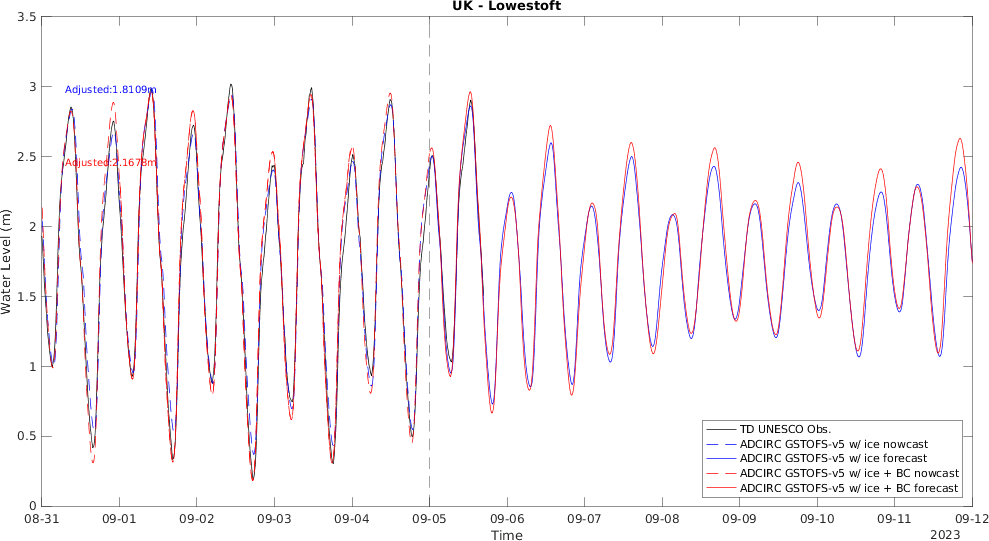 UK - Lowestoft
3.5
3
2.5
2
1.5
1
0.5
0
Water Level (m)
Adjusted:1.8109m
Adjusted:2.1678m
TD UNESCO Obs.
ADCIRC GSTOFS-v5 w/ ice nowcast
ADCIRC GSTOFS-v5 w/ ice forecast
ADCIRC GSTOFS-v5 w/ ice + BC nowcast
ADCIRC GSTOFS-v5 w/ ice + BC forecast
08-31 09-01 09-02 09-03 09-04 09-05 09-06 09-07 09-08 09-09 09-10 09-11 09-12
Time
2023